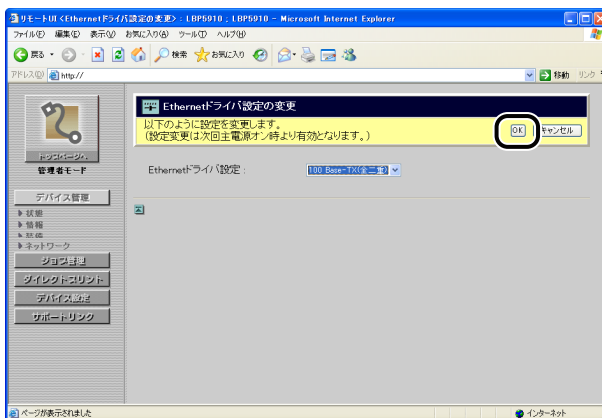 リモートUI <Ethernetドライバ設定の変更> : LBP5910 ; LBP5910 - Microsoft Internet Explorer
ファイル(F) 編集(E) 表示(V) お気に入り(A) ツール(T) ヘルプ(H)
戻る 検索 お気に入り
アドレス(D) http:// 移動 リンク
Ethernetドライバ設定の変更
以下のように設定を変更します。
(設定変更は次回主電源オン時より有効となります。)
OK キャンセル
トップページへ
管理者モード
Ethernetドライバ設定 : 100 Base-TX(全二重)
デバイス管理
状態
情報
ネットワーク
ジョブ管理
ダイレクトプリント
デバイス設定
サポートリンク
ページが表示されました インターネット